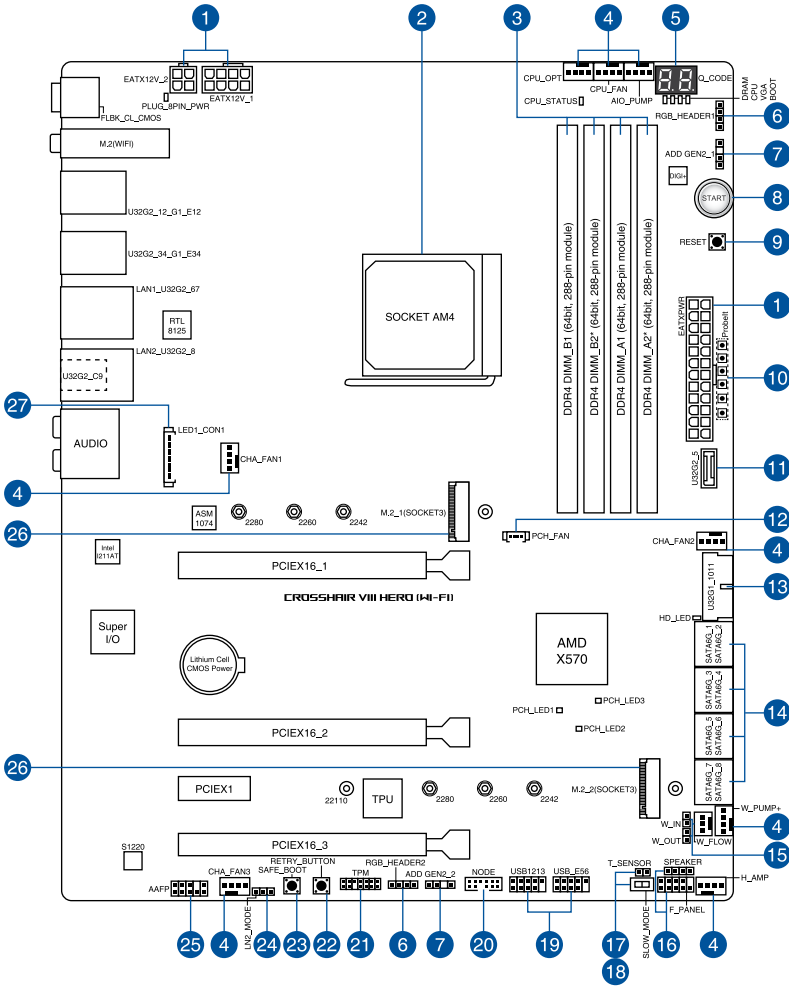 1
2
3
4
5
EATX12V_2
EATX12V_1
PLUG_8PIN_PWR
CPU_OPT
CPU_FAN
AIO_PUMP
CPU_STATUS
88
Q_CODE
DRAM
CPU
VGA
BOOT
FLBK_CL_CMOS
RGB_HEADER1
6
M.2(WIFI)
ADD GEN2_1
7
DIGI+
START
8
U32G2_12_G1_E12
RESET
9
U32G2_34_G1_E34
LAN1_U32G2_67
RTL
8125
SOCKET AM4
DDR4 DIMM_B1 (64bit, 288-pin module)
DDR4 DIMM_B2* (64bit, 288-pin module)
DDR4 DIMM_A1 (64bit, 288-pin module)
DDR4 DIMM_A2* (64bit, 288-pin module)
EATXPWR
1
ProbeIt
10
LAN2_U32G2_8
U32G2_C9
27
LED1_CON1
AUDIO
CHA_FAN1
4
U32G2_5
11
ASM
1074
2280
2260
2242
M.2_1(SOCKET3)
26
PCH_FAN
12
CHA_FAN2
4
Intel
I211AT
PCIEX16_1
U32G1_1011
13
CROSSHAIR VIII HERO (WI-FI)
HD_LED
Super
I/O
Lithium Cell
CMOS Power
AMD
X570
SATA6G_1
SATA6G_2
SATA6G_3
SATA6G_4
SATA6G_5
SATA6G_6
SATA6G_7
SATA6G_8
14
PCH_LED3
PCH_LED1
PCH_LED2
PCIEX16_2
26
PCIEX1
22110
TPU
2280
2260
2242
M.2_2(SOCKET3)
W_PUMP+
4
W_IN
W_OUT
W_FLOW
15
S1220
PCIEX16_3
AAFP
CHA_FAN3
LN2_MODE
SAFE_BOOT
RETRY_BUTTON
TPM
RGB_HEADER2
ADD GEN2_2
NODE
USB1213
USB_E56
T_SENSOR
SLOW_MODE
SPEAKER
F_PANEL
H_AMP
25
4
24
23
22
21
6
7
20
19
17
18
16
4